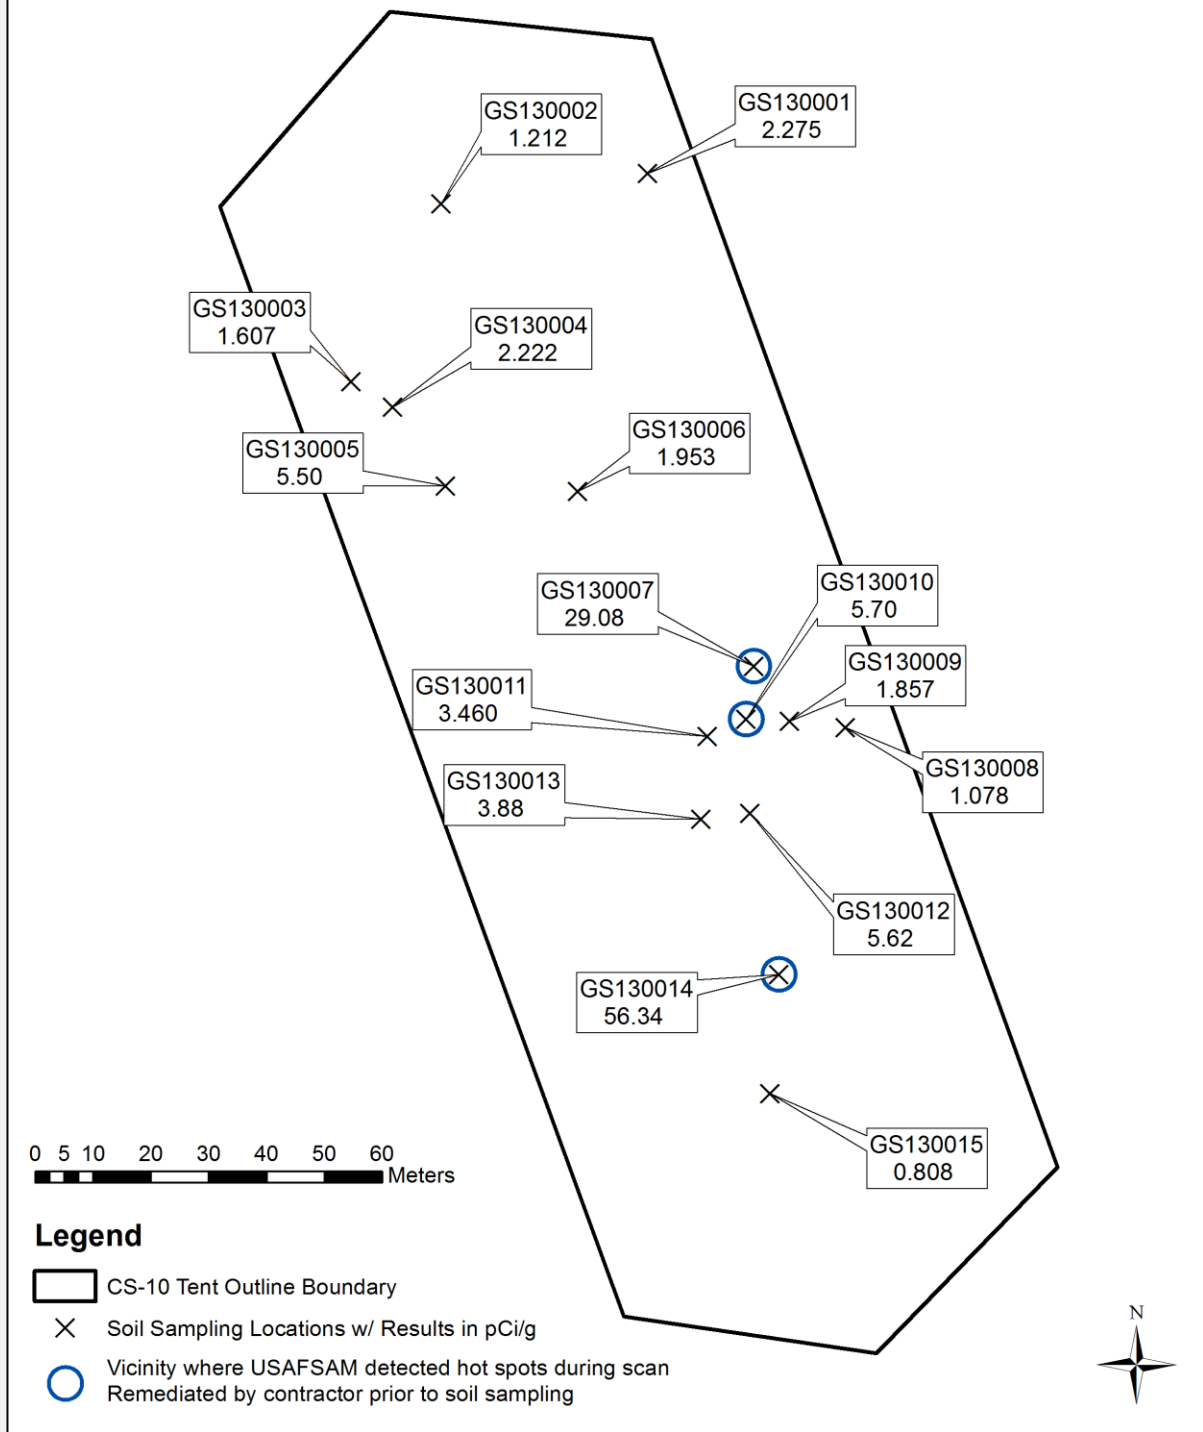 GS130001
2.275
GS130002
1.212
GS130003
1.607
GS130004
2.222
GS130006
1.953
GS130005
5.50
GS130010
5.70
GS130007
29.08
GS130009
1.857
GS130011
3.460
GS130008
1.078
GS130013
3.88
GS130012
5.62
GS130014
56.34
GS130015
0.808
0 5 10 20 30 40 50 60
Meters
Legend
CS-10 Tent Outline Boundary
Soil Sampling Locations w/ Results in pCi/g
Vicinity where USAFSAM detected hot spots during scan
Remediated by contractor prior to soil sampling
N